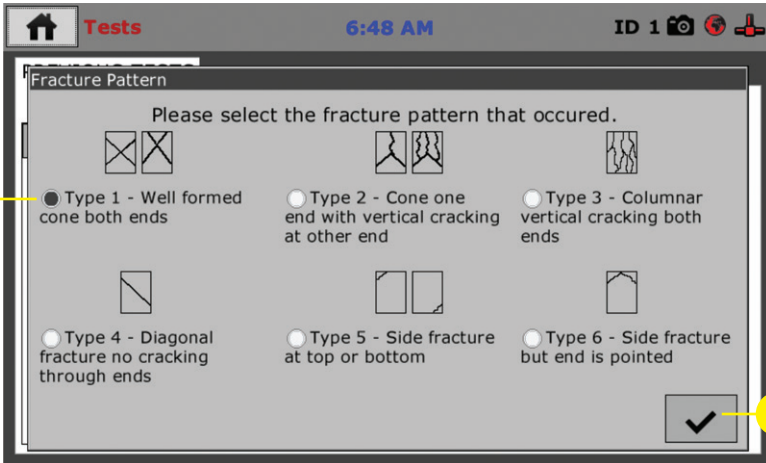 Tests
6:48 AM
ID 1
Fracture Pattern
Please select the fracture pattern that occured.
Type 1 - Well formed
cone both ends
Type 2 - Cone one
end with vertical cracking
at other end
Type 3 - Columnar
vertical cracking both
ends
Type 4 - Diagonal
fracture no cracking
through ends
Type 5 - Side fracture
at top or bottom
Type 6 - Side fracture
but end is pointed